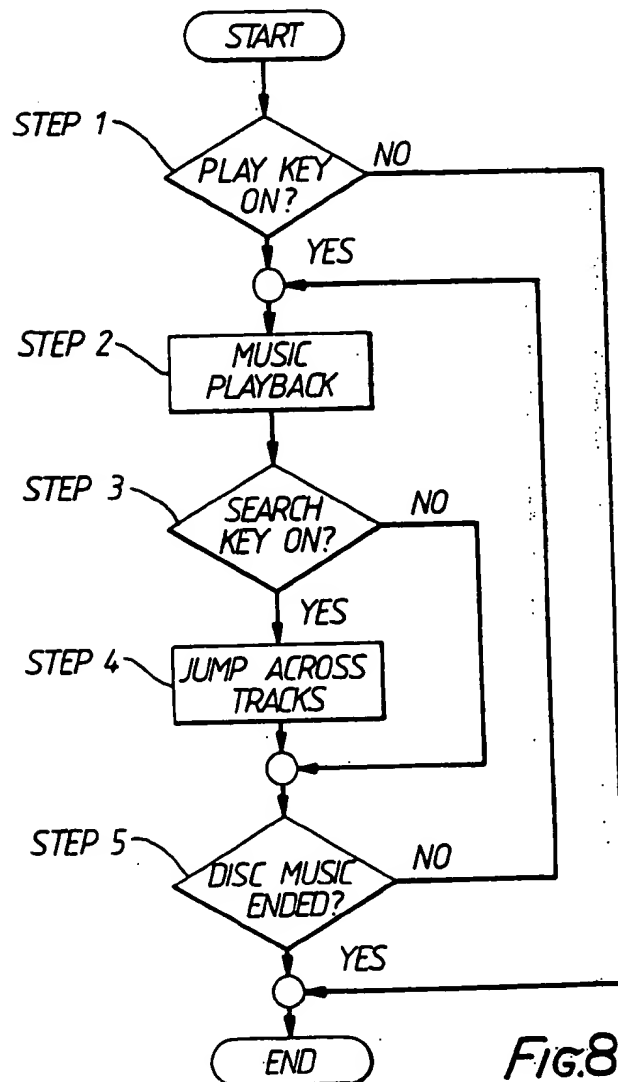 START
STEP 1
PLAY KEY
ON?
NO
YES
STEP 2
MUSIC
PLAYBACK
STEP 3
SEARCH
KEY ON?
NO
YES
STEP 4
JUMP ACROSS
TRACKS
STEP 5
DISC MUSIC
ENDED?
NO
YES
END
FIG.8